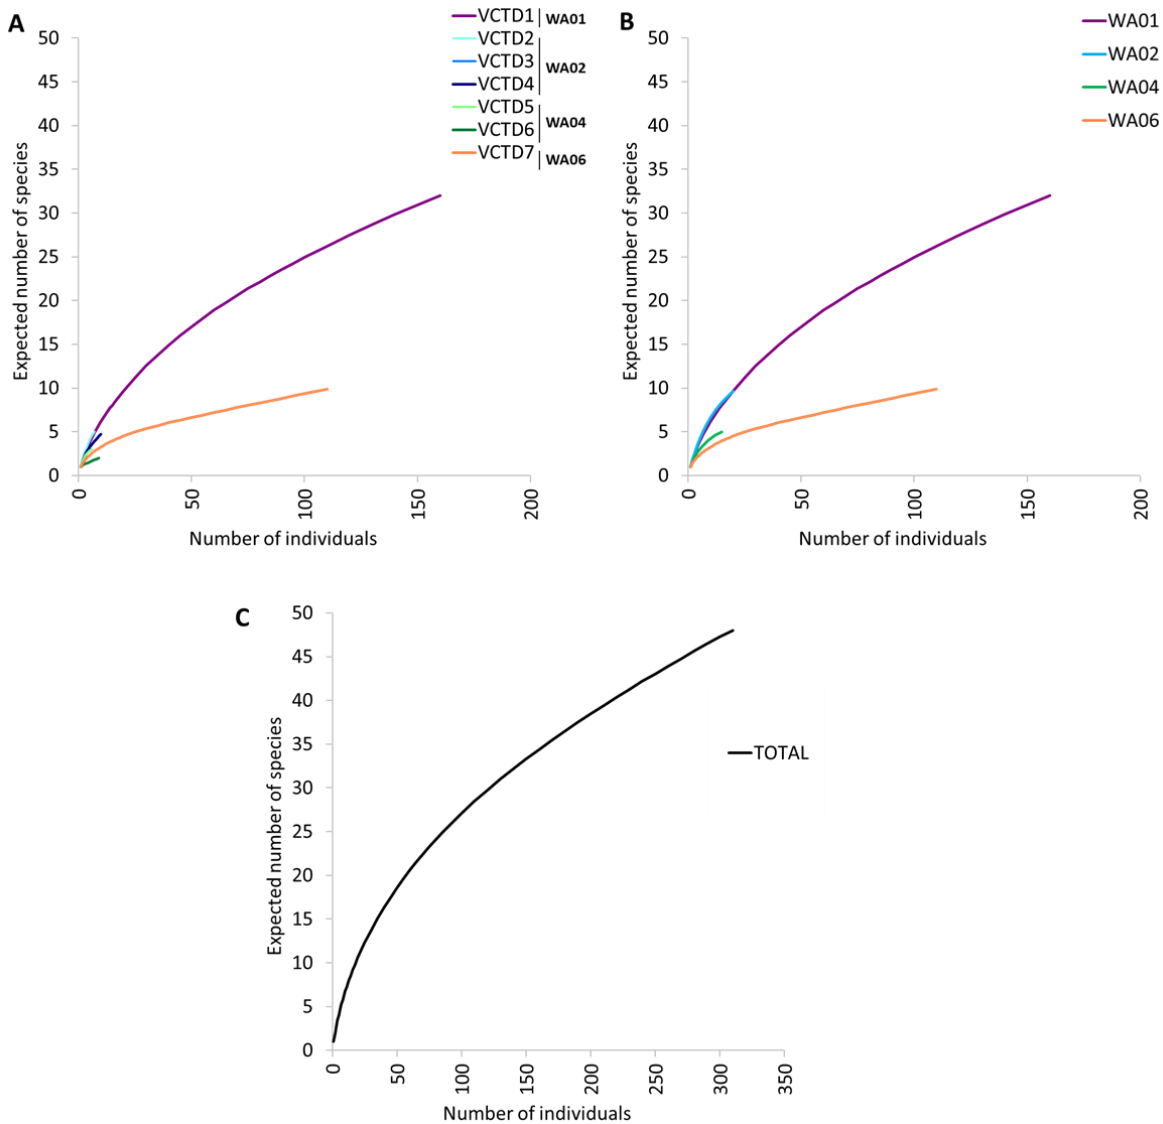 A
VCTD1 WA01
VCTD2
VCTD3 WA02
VCTD4
VCTD5
VCTD6 WA04
VCTD7 WA06
50
45
40
35
30
25
20
15
10
5
0
Expected number of species
0 50 100 150 200
Number of individuals
B
WA01
WA02
WA04
WA06
50
45
40
35
30
25
20
15
10
5
0
Expected number of species
0 50 100 150 200
Number of individuals
C
50
45
40
35
30
25
20
15
10
5
0
Expected number of species
TOTAL
0 50 100 150 200 250 300 350
Number of individuals